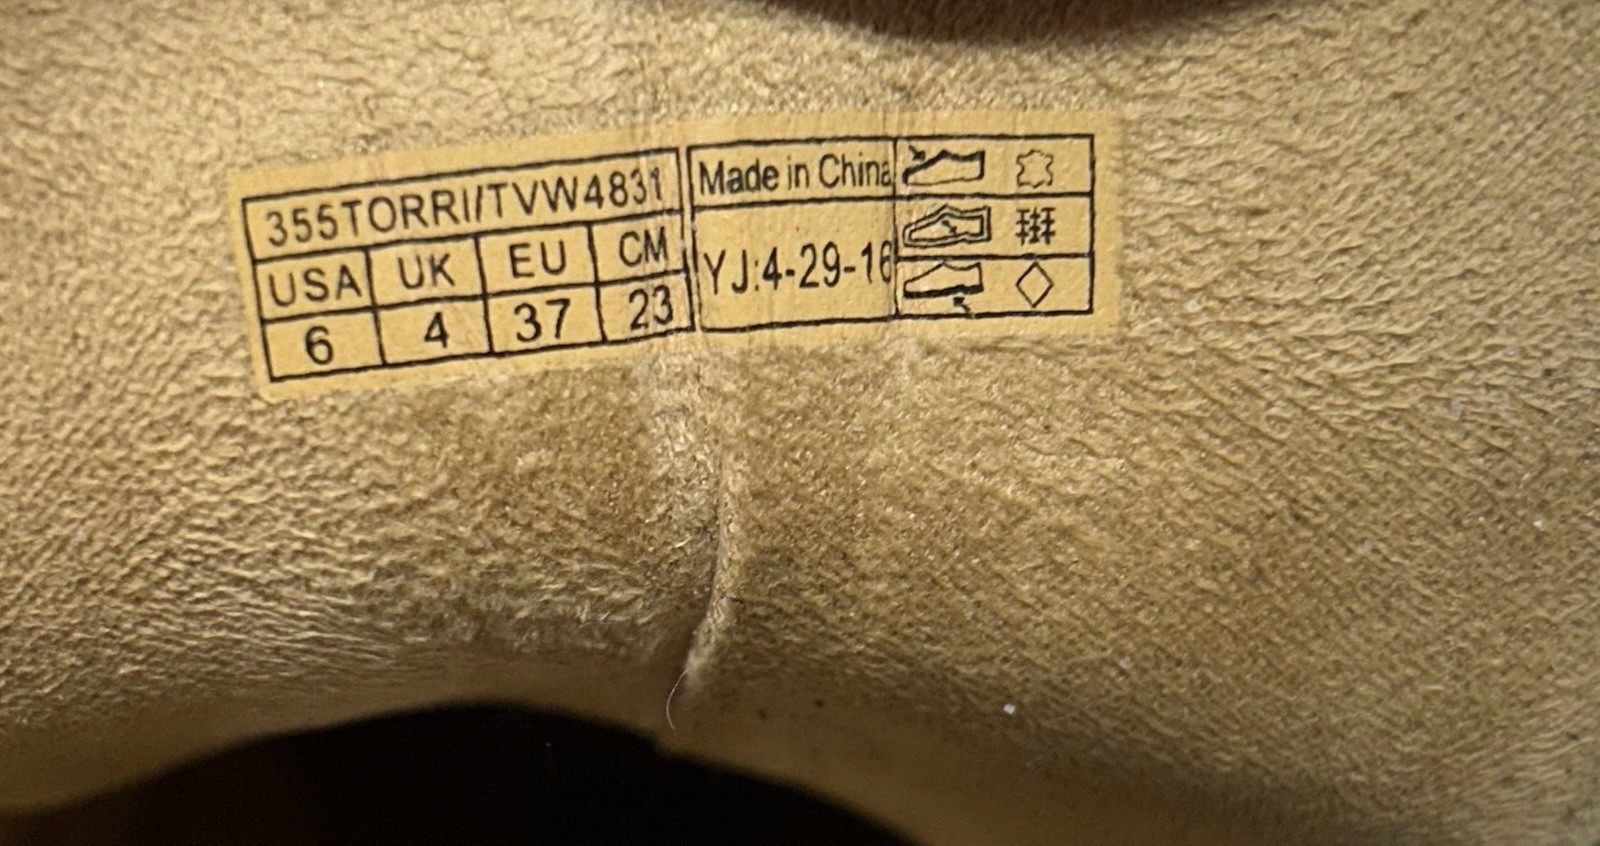 355TORRI/TVW4831
USA UK EU CM
6 4 37 23
Made in China
YJ:4-29-16